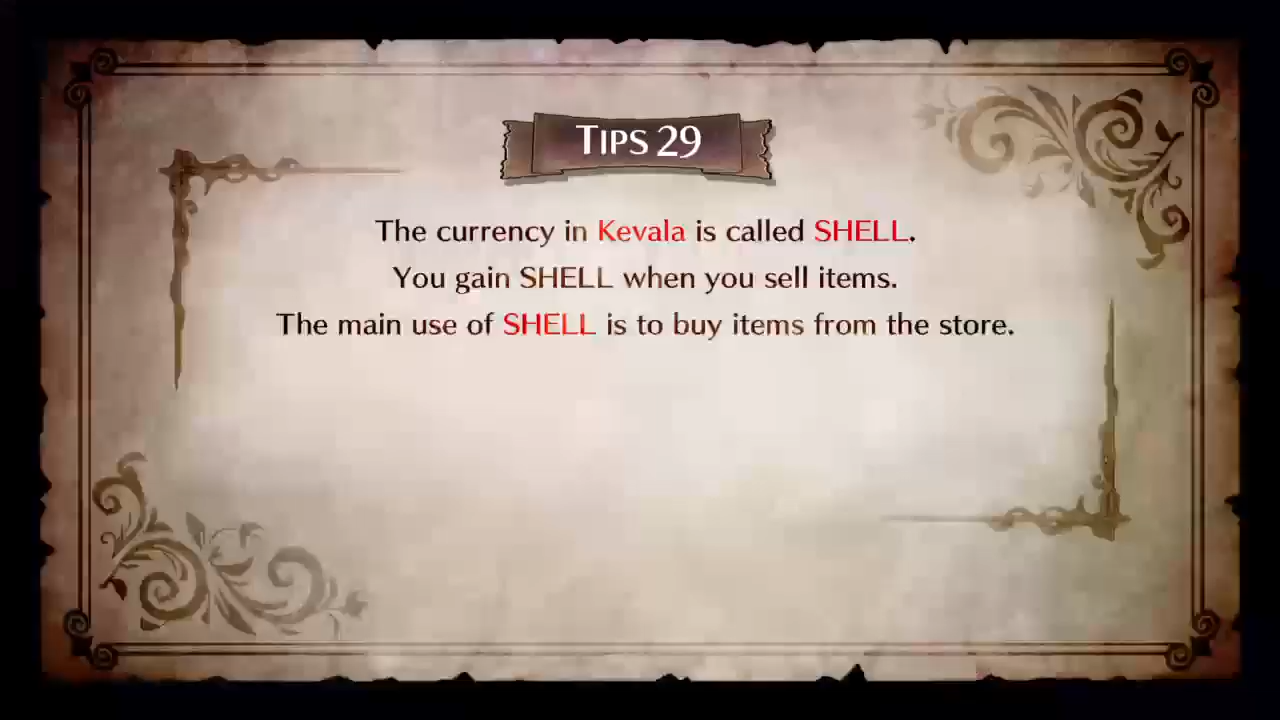 TIPS 29
The currency in Kevala is called SHELL.
You gain SHELL when you sell items.
The main use of SHELL is to buy items from the store.